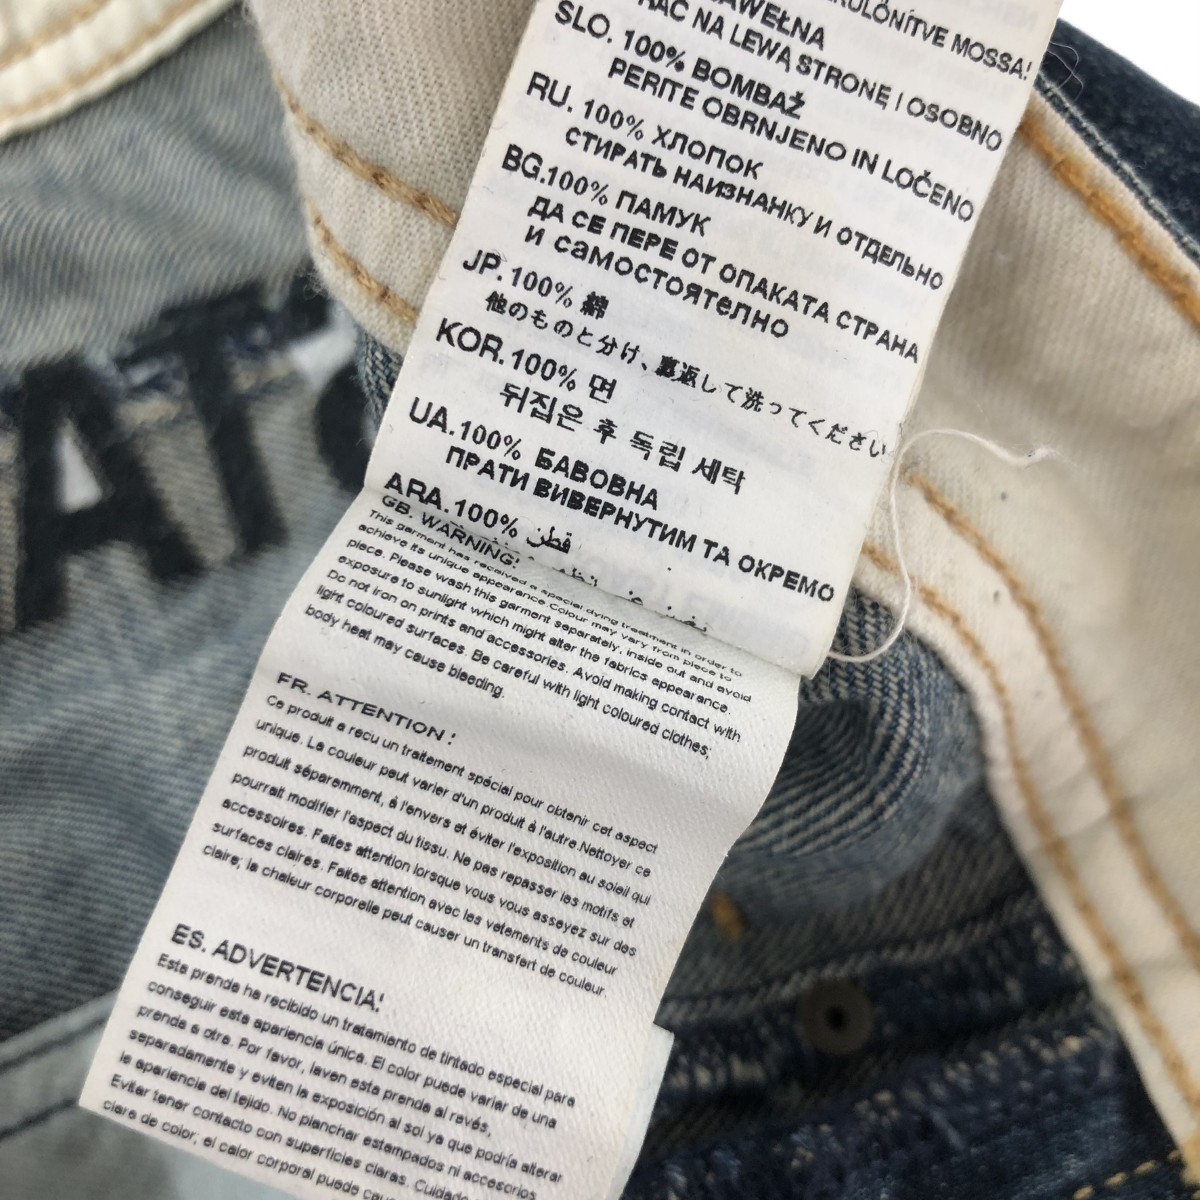 KÜLÖNÍTVE MOSSA!
BAWEŁNA
PRAĆ NA LEWĄ STRONĘ I OSOBNO
SLO. 100% BOMBAŽ
PERITE OBRNJENO IN LOČENO
RU. 100% ХЛОПОК
СТИРАТЬ НАИЗНАНКУ И ОТДЕЛЬНО
BG.100% ПАМУК
ДА СЕ ПЕРЕ ОТ ОПАКАТА СТРАНА
И САМОСТОЯТЕЛНО
JP.100% 綿
他のものと分け、裏返して洗ってください
KOR.100% 면
뒤집은 후 독립 세탁
UA.100% БАВОВНА
ПРАТИ ВИВЕРНУТИМ ТА ОКРЕМО
ARA.100% قطن
GB. WARNING!
This garment has received a special dying treatment in order to
achieve its unique appearance.Colour may vary from piece to
piece. Please wash this garment separately, inside out and avoid
exposure to sunlight which might alter the fabrics appearance.
Do not iron on prints and accessories. Avoid making contact with
light coloured surfaces. Be careful with light coloured clothes;
body heat may cause bleeding.
FR. ATTENTION!
Ce produit a recu un traitement spécial pour obtenir cet aspect
unique. La couleur peut varier d'un produit à l'autre.Nettoyer ce
produit séparemment, à l'envers et éviter l'exposition au soleil qui
pourrait modifier l'aspect du tissu. Ne pas repasser les motifs et
accessoires. Faites attention lorsque vous vous asseyez sur des
surfaces claires. Faites attention avec les vetements de couleur
claire; la chaleur corporelle peut causer un transfert de couleur.
ES. ADVERTENCIA!
Esta prenda ha recibido un tratamiento de tintado especial para
conseguir esta apariencia única. El color puede variar de una
prenda a otra. Por favor, laven esta prenda al ravés,
separadamente y eviten la exposición al sol ya que podría alterar
la apariencia del tejido. No planchar estampados ni accesorios
Evitar tener contacto con superficies claras. Cuidado
clara de color, el calor corporal puede cau
AT